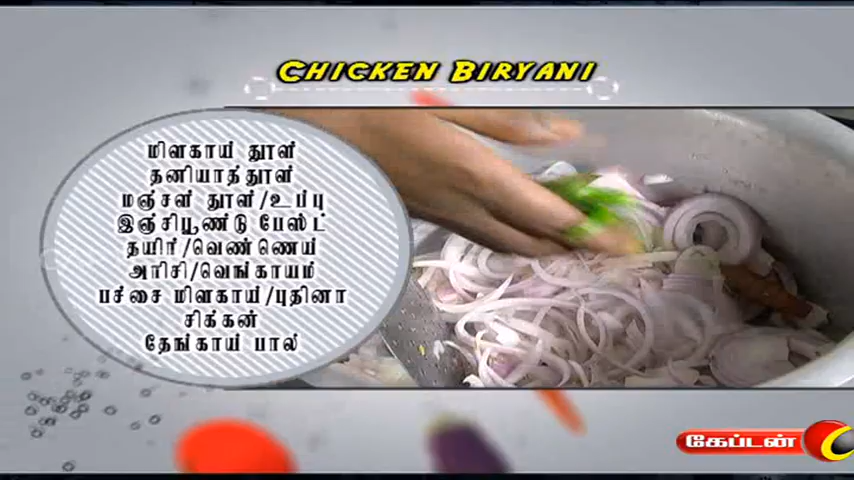 CHICKEN BIRYANI
மிளகாய் தூள்
தனியாத்தூள்
மஞ்சள் தூள்/உப்பு
இஞ்சிபூண்டு பேஸ்ட்
தயிர்/வெண்ணெய்
அரிசி/வெங்காயம்
பச்சை மிளகாய்/புதினா
சிக்கன்
தேங்காய் பால்
கேப்டன்